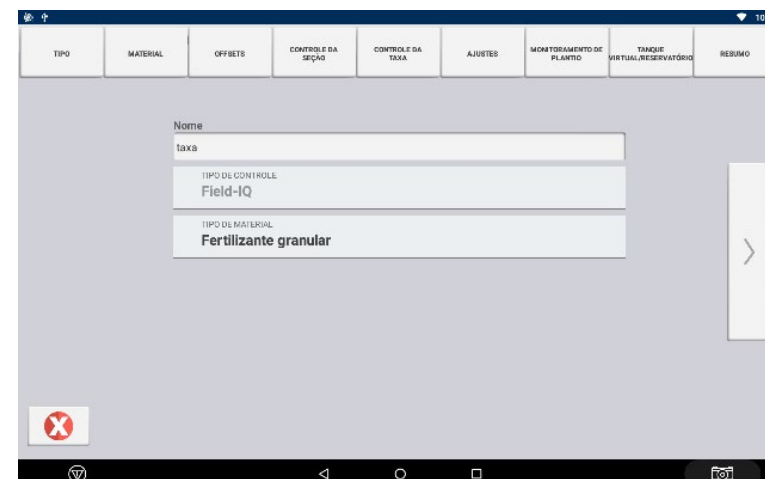 10
TIPO
MATERIAL
OFFSETS
CONTROLE DA
SEÇÃO
CONTROLE DA
TAXA
AJUSTES
MONITORAMENTO DE
PLANTIO
TANQUE
VIRTUAL/RESERVATÓRIO
RESUMO
Nome
taxa
TIPO DE CONTROLE
Field-IQ
TIPO DE MATERIAL
Fertilizante granular